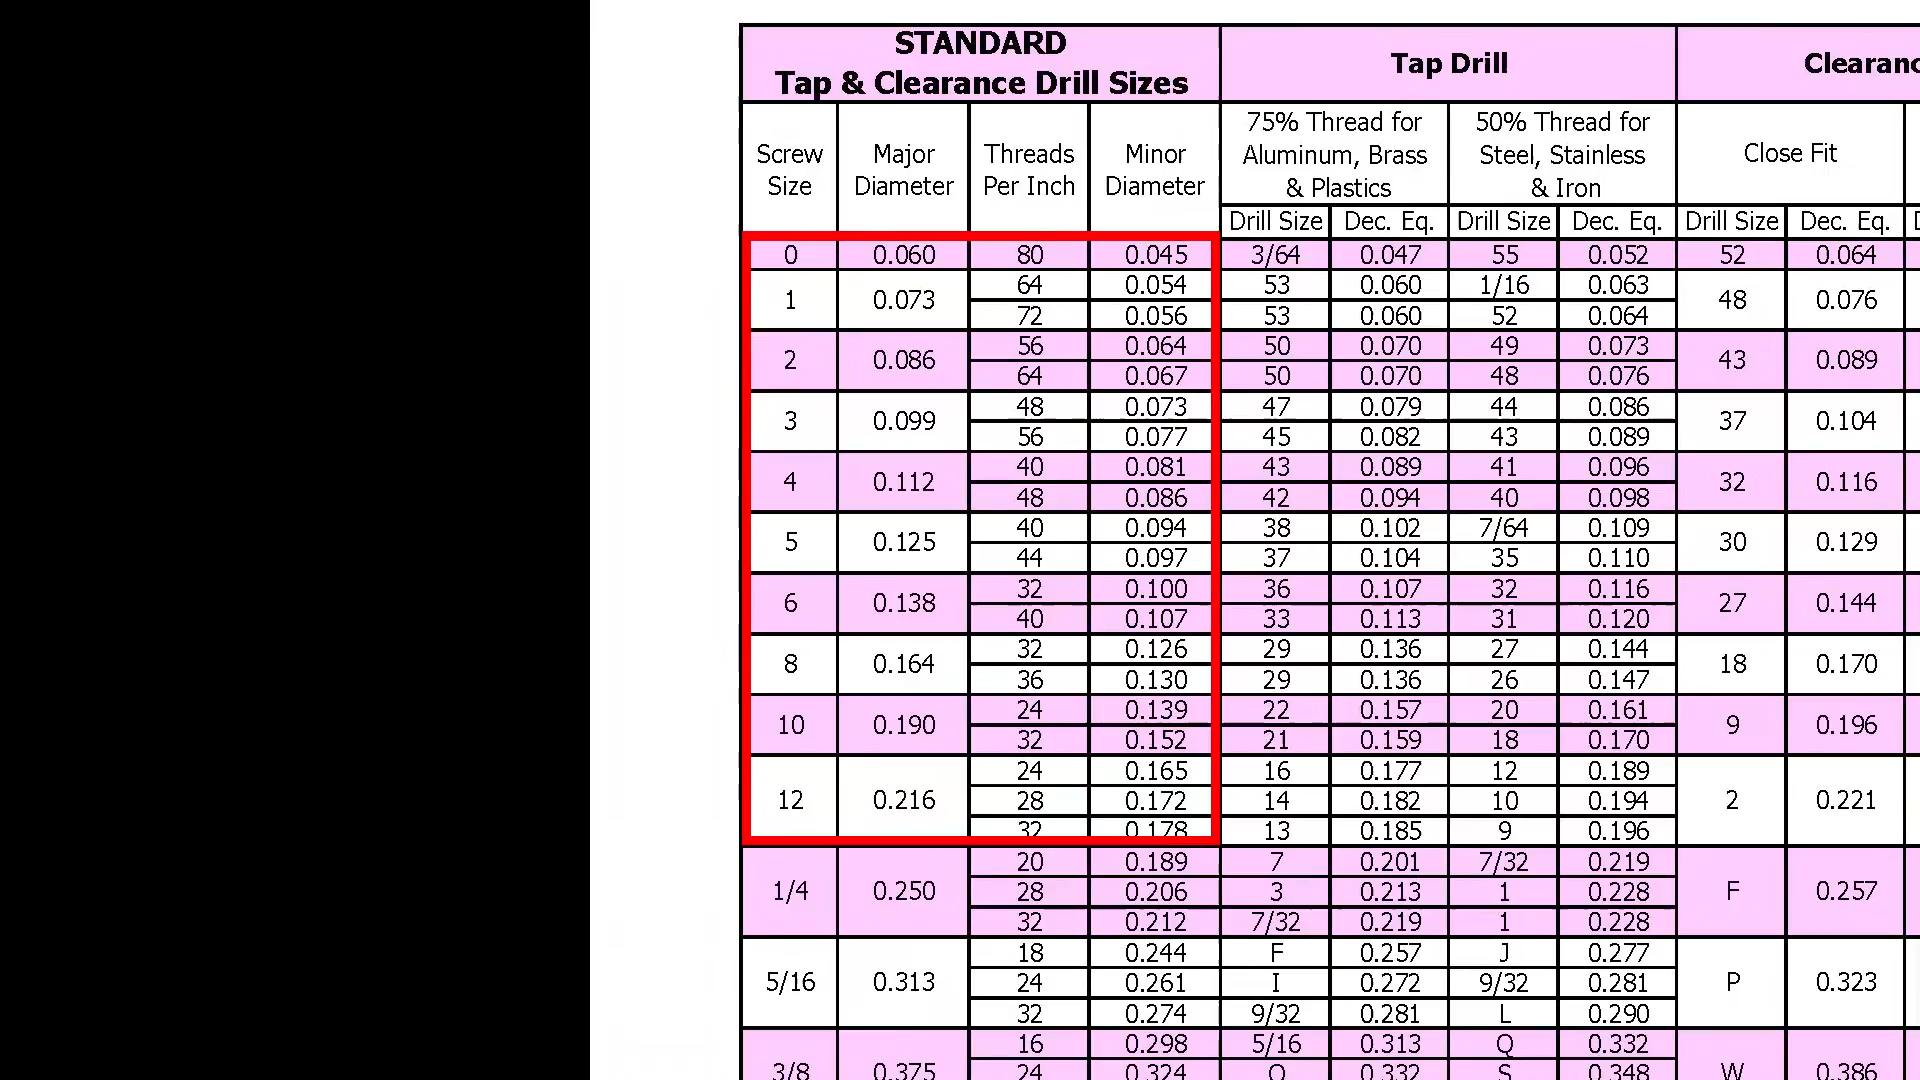 STANDARD
Tap & Clearance Drill Sizes
Tap Drill
Screw Size
Major Diameter
Threads Per Inch
Minor Diameter
75% Thread for Aluminum, Brass & Plastics
50% Thread for Steel, Stainless & Iron
Close Fit
Drill Size Dec. Eq. Drill Size Dec. Eq. Drill Size Dec. Eq.
0 0.060 80 0.045 3/64 0.047 55 0.052 52 0.064
1 0.073 64 0.054 53 0.060 1/16 0.063 48 0.076
72 0.056 53 0.060 52 0.064
2 0.086 56 0.064 50 0.070 49 0.073 43 0.089
64 0.067 50 0.070 48 0.076
3 0.099 48 0.073 47 0.079 44 0.086 37 0.104
56 0.077 45 0.082 43 0.089
4 0.112 40 0.081 43 0.089 41 0.096 32 0.116
48 0.086 42 0.094 40 0.098
5 0.125 40 0.094 38 0.102 7/64 0.109 30 0.129
44 0.097 37 0.104 35 0.110
6 0.138 32 0.100 36 0.107 32 0.116 27 0.144
40 0.107 33 0.113 31 0.120
8 0.164 32 0.126 29 0.136 27 0.144 18 0.170
36 0.130 29 0.136 26 0.147
10 0.190 24 0.139 22 0.157 20 0.161 9 0.196
32 0.152 21 0.159 18 0.170
12 0.216 24 0.165 16 0.177 12 0.189 2 0.221
28 0.172 14 0.182 10 0.194
32 0.178 13 0.185 9 0.196
1/4 0.250 20 0.189 7 0.201 7/32 0.219 F 0.257
28 0.206 3 0.213 1 0.228
32 0.212 7/32 0.219 1 0.228
5/16 0.313 18 0.244 F 0.257 J 0.277 P 0.323
24 0.261 I 0.272 9/32 0.281
32 0.274 9/32 0.281 L 0.290
16 0.298 5/16 0.313 Q 0.332
3/8 0.375 24 0.324 0.332 S 0.348 W 0.386